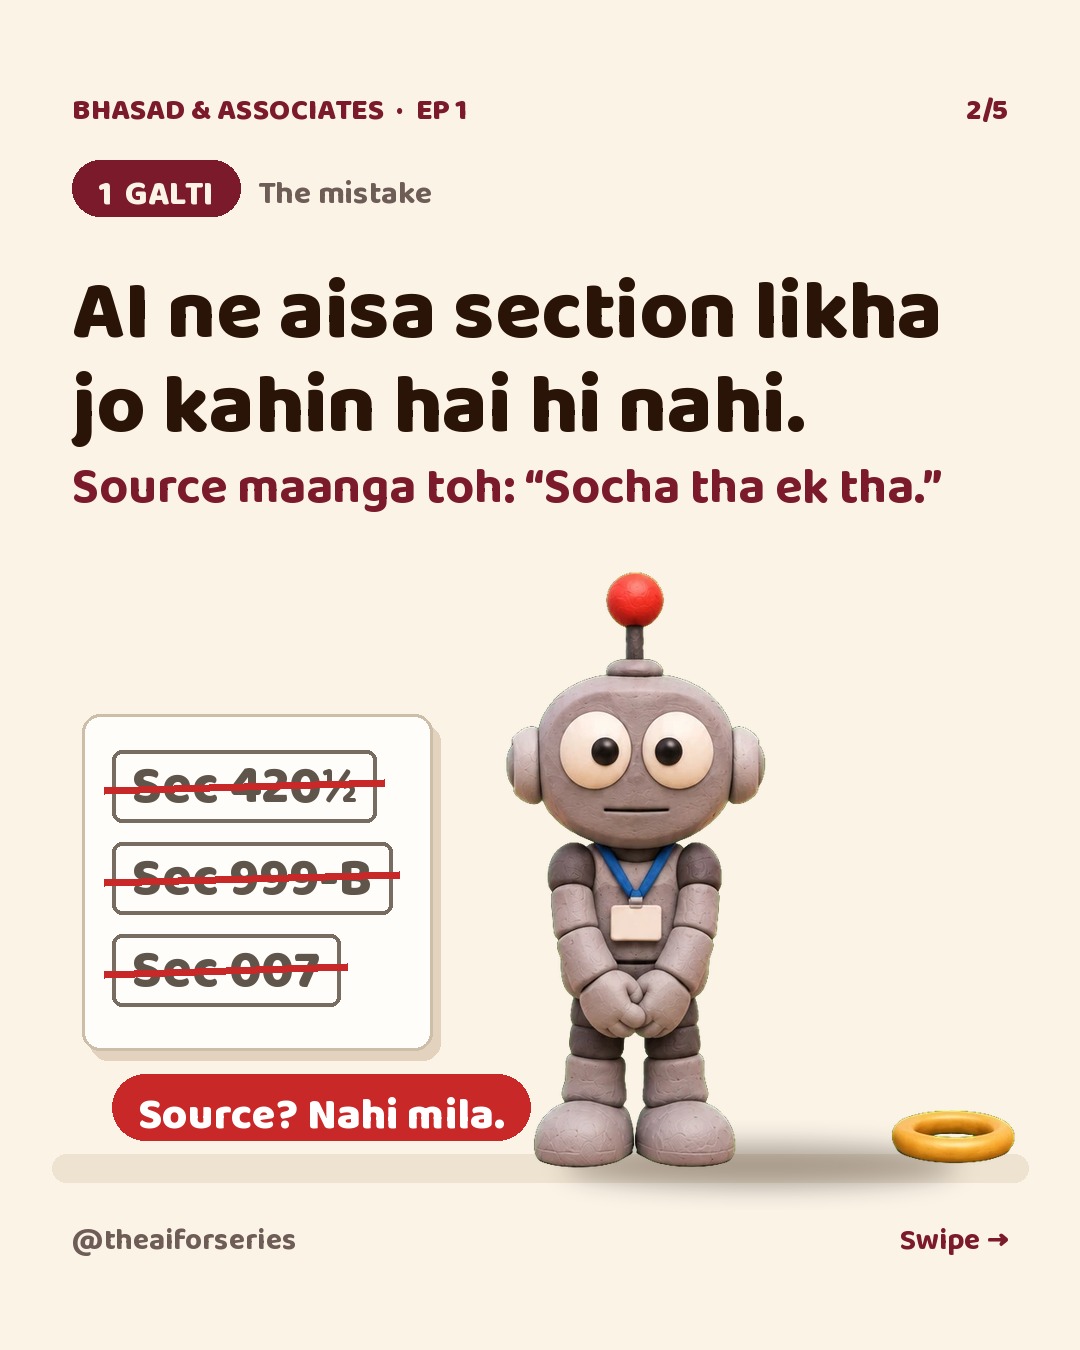 BHASAD & ASSOCIATES · EP 1
2/5
1 GALTI The mistake
AI ne aisa section likha
jo kahin hai hi nahi.
Source maanga toh: “Socha tha ek tha.”
Sec 420½
Sec 999-B
Sec 007
Source? Nahi mila.
@theaiforseries
Swipe →